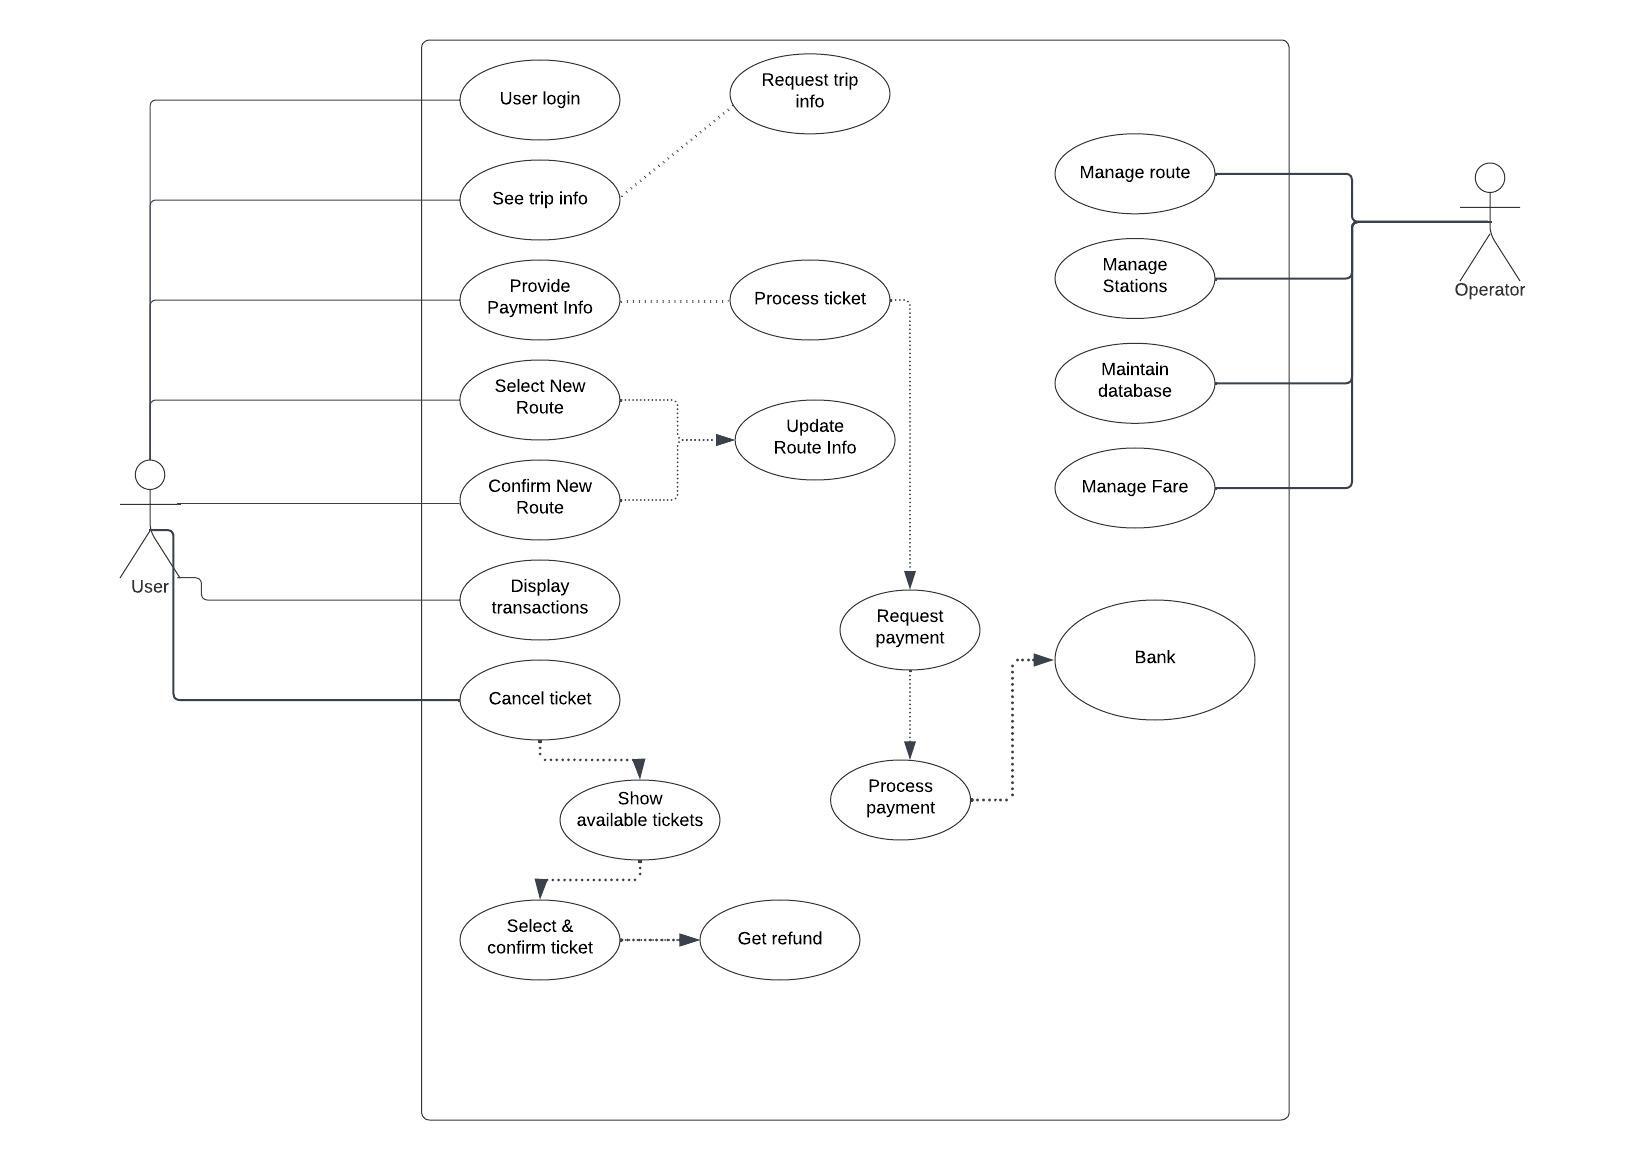 User login
Request trip
info
See trip info
Manage route
Provide
Payment Info
Process ticket
Manage
Stations
Operator
Select New
Route
Update
Route Info
Maintain
database
Confirm New
Route
Manage Fare
User
Display
transactions
Request
payment
Bank
Cancel ticket
Show
available tickets
Process
payment
Select &
confirm ticket
Get refund